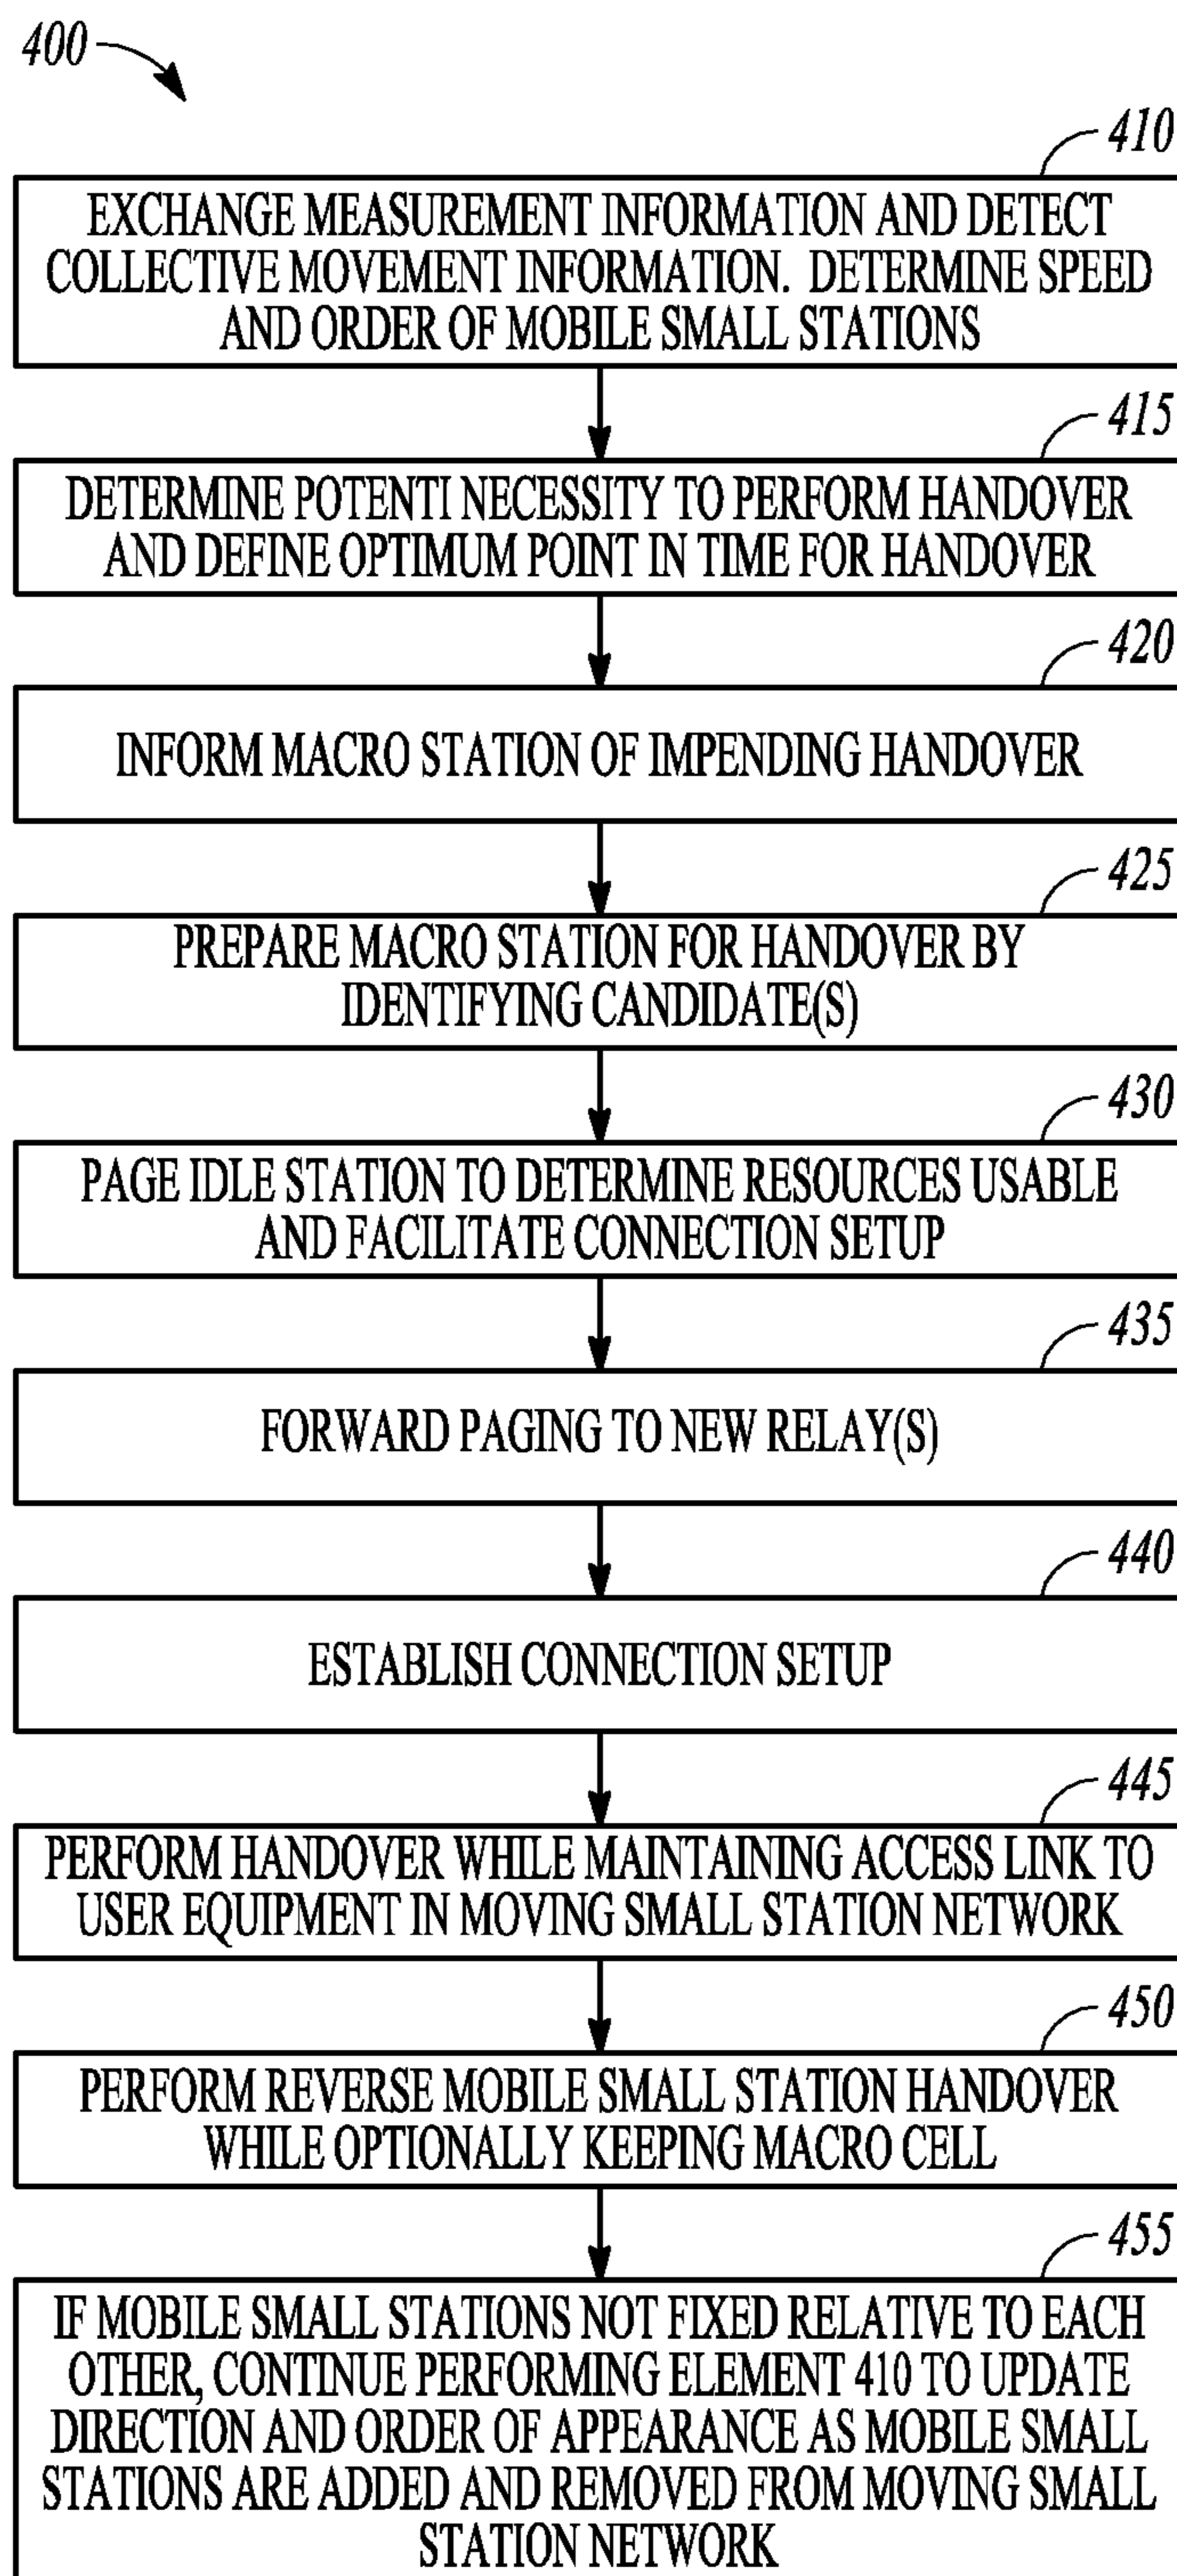 400
410
EXCHANGE MEASUREMENT INFORMATION AND DETECT
COLLECTIVE MOVEMENT INFORMATION. DETERMINE SPEED
AND ORDER OF MOBILE SMALL STATIONS
415
DETERMINE POTENTI NECESSITY TO PERFORM HANDOVER
AND DEFINE OPTIMUM POINT IN TIME FOR HANDOVER
420
INFORM MACRO STATION OF IMPENDING HANDOVER
425
PREPARE MACRO STATION FOR HANDOVER BY
IDENTIFYING CANDIDATE(S)
430
PAGE IDLE STATION TO DETERMINE RESOURCES USABLE
AND FACILITATE CONNECTION SETUP
435
FORWARD PAGING TO NEW RELAY(S)
440
ESTABLISH CONNECTION SETUP
445
PERFORM HANDOVER WHILE MAINTAINING ACCESS LINK TO
USER EQUIPMENT IN MOVING SMALL STATION NETWORK
450
PERFORM REVERSE MOBILE SMALL STATION HANDOVER
WHILE OPTIONALLY KEEPING MACRO CELL
455
IF MOBILE SMALL STATIONS NOT FIXED RELATIVE TO EACH
OTHER, CONTINUE PERFORMING ELEMENT 410 TO UPDATE
DIRECTION AND ORDER OF APPEARANCE AS MOBILE SMALL
STATIONS ARE ADDED AND REMOVED FROM MOVING SMALL
STATION NETWORK